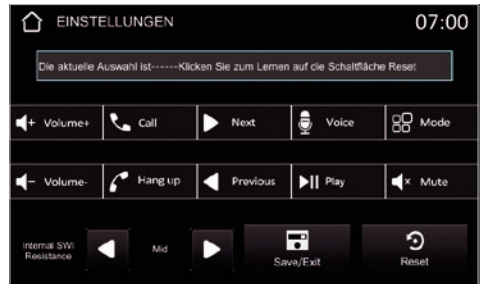 EINSTELLUNGEN 07:00
Die aktuelle Auswahl ist------Klicken Sie zum Lernen auf die Schaltfläche Reset
Volume+ Call Next Voice Mode
Volume- Hang up Previous Play Mute
Internal SWI
Resistance
Mid
Save/Exit Reset